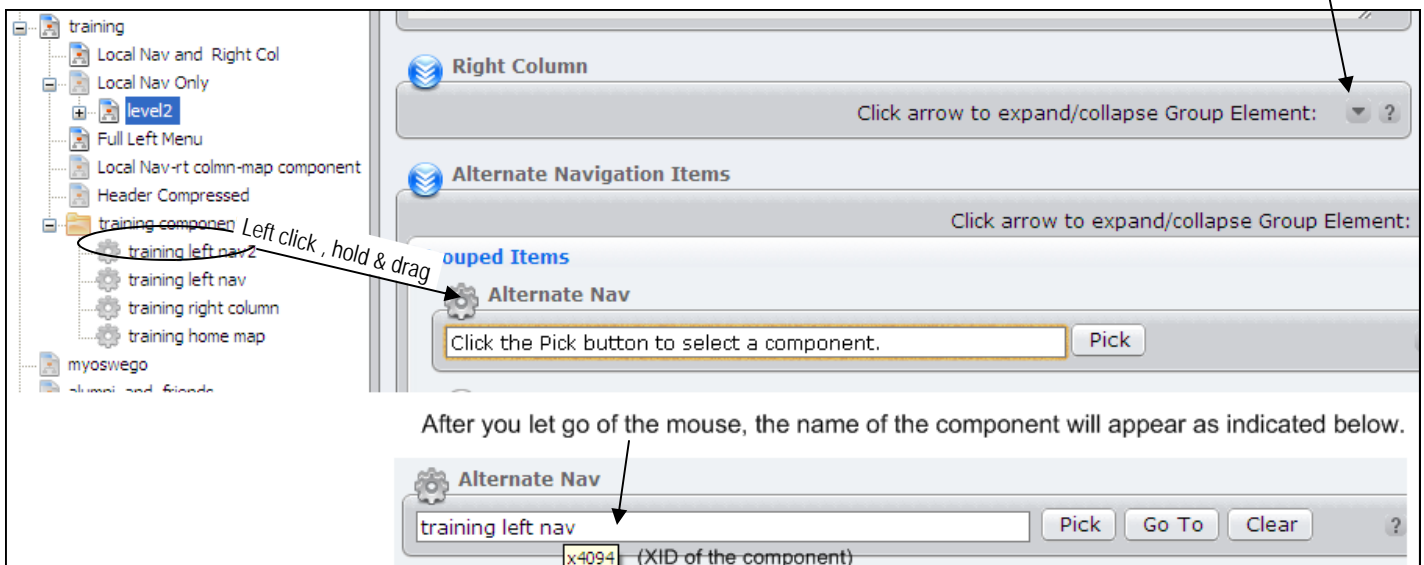 training
Local Nav and Right Col
Local Nav Only
level2
Full Left Menu
Local Nav-rt colmn-map component
Header Compressed
training componen
training left nav2
training left nav
training right column
training home map
myoswego
alumni and friends
Left click , hold & drag
Right Column
Click arrow to expand/collapse Group Element:
?
Alternate Navigation Items
Click arrow to expand/collapse Group Element:
ouped Items
Alternate Nav
Click the Pick button to select a component.
Pick
After you let go of the mouse, the name of the component will appear as indicated below.
Alternate Nav
training left nav
Pick
Go To
Clear
?
x4094
(XID of the component)